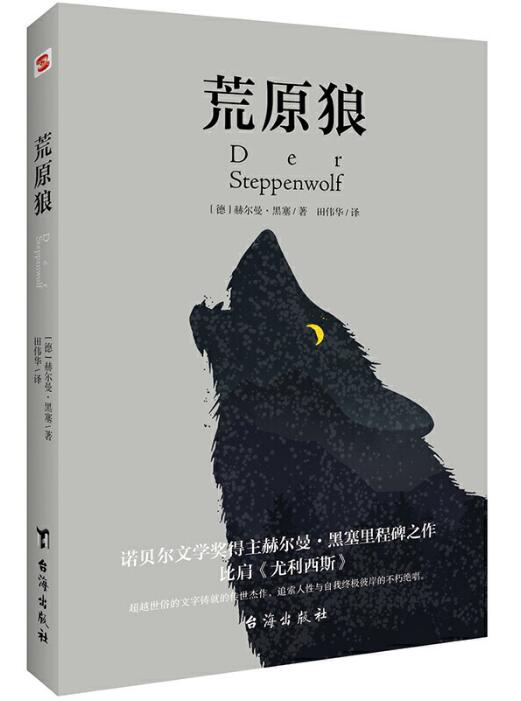 荒原狼
Der
Steppenwolf
[德]赫尔曼·黑塞/著 田伟华/译
诺贝尔文学奖得主赫尔曼·黑塞里程碑之作
比肩《尤利西斯》
超越世俗的文字铸就的传世杰作，追索人性与自我终极彼岸的不朽绝唱。
台海出版社
荒原狼
Der
Steppenwolf
[德]赫尔曼·黑塞/著
田伟华/译
台海出版社